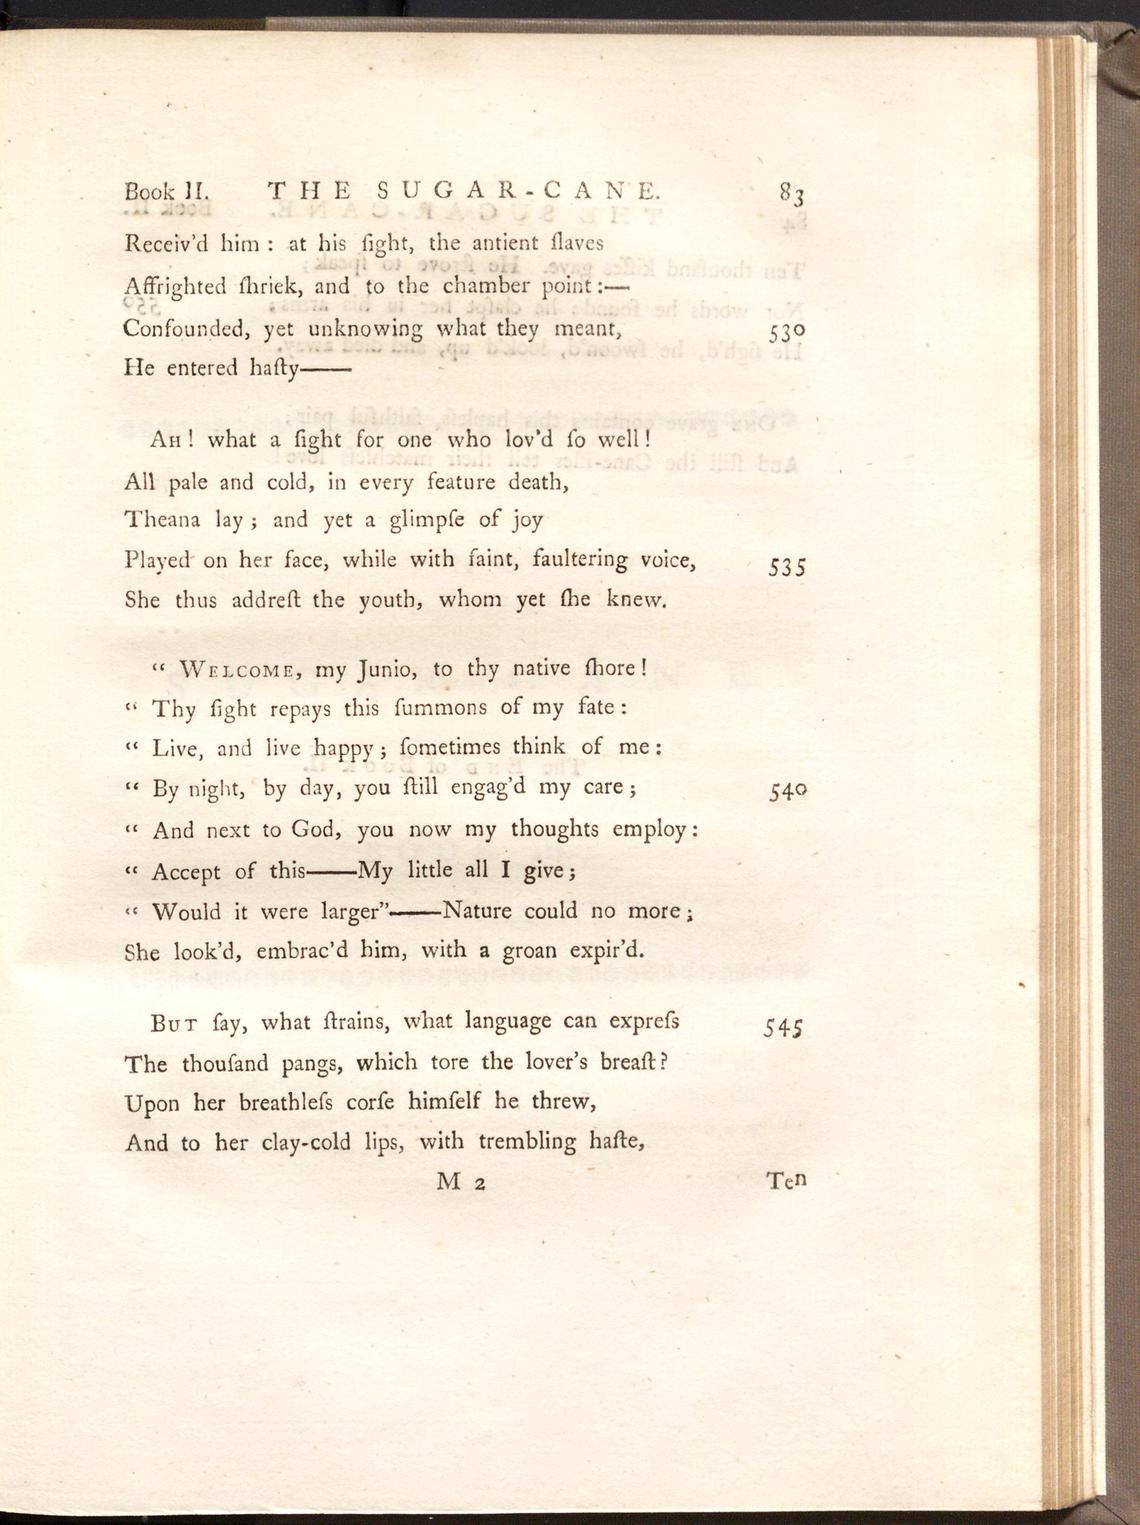 Book II. THE SUGAR-CANE. 83
Receiv'd him : at his ſight, the antient ſlaves
Affrighted ſhriek, and to the chamber point :—
Confounded, yet unknowing what they meant, 530
He entered haſty——
AH ! what a ſight for one who lov'd ſo well !
All pale and cold, in every feature death,
Theana lay ; and yet a glimpſe of joy
Played on her face, while with faint, faultering voice, 535
She thus addreſt the youth, whom yet ſhe knew.
“ WELCOME, my Junio, to thy native ſhore !
“ Thy ſight repays this ſummons of my fate :
“ Live, and live happy ; ſometimes think of me :
“ By night, by day, you ſtill engag'd my care ; 540
“ And next to God, you now my thoughts employ :
“ Accept of this——My little all I give ;
“ Would it were larger”——Nature could no more ;
She look'd, embrac'd him, with a groan expir'd.
BUT ſay, what ſtrains, what language can expreſs 545
The thouſand pangs, which tore the lover's breaſt ?
Upon her breathleſs corſe himſelf he threw,
And to her clay-cold lips, with trembling haſte,
M 2 Ten